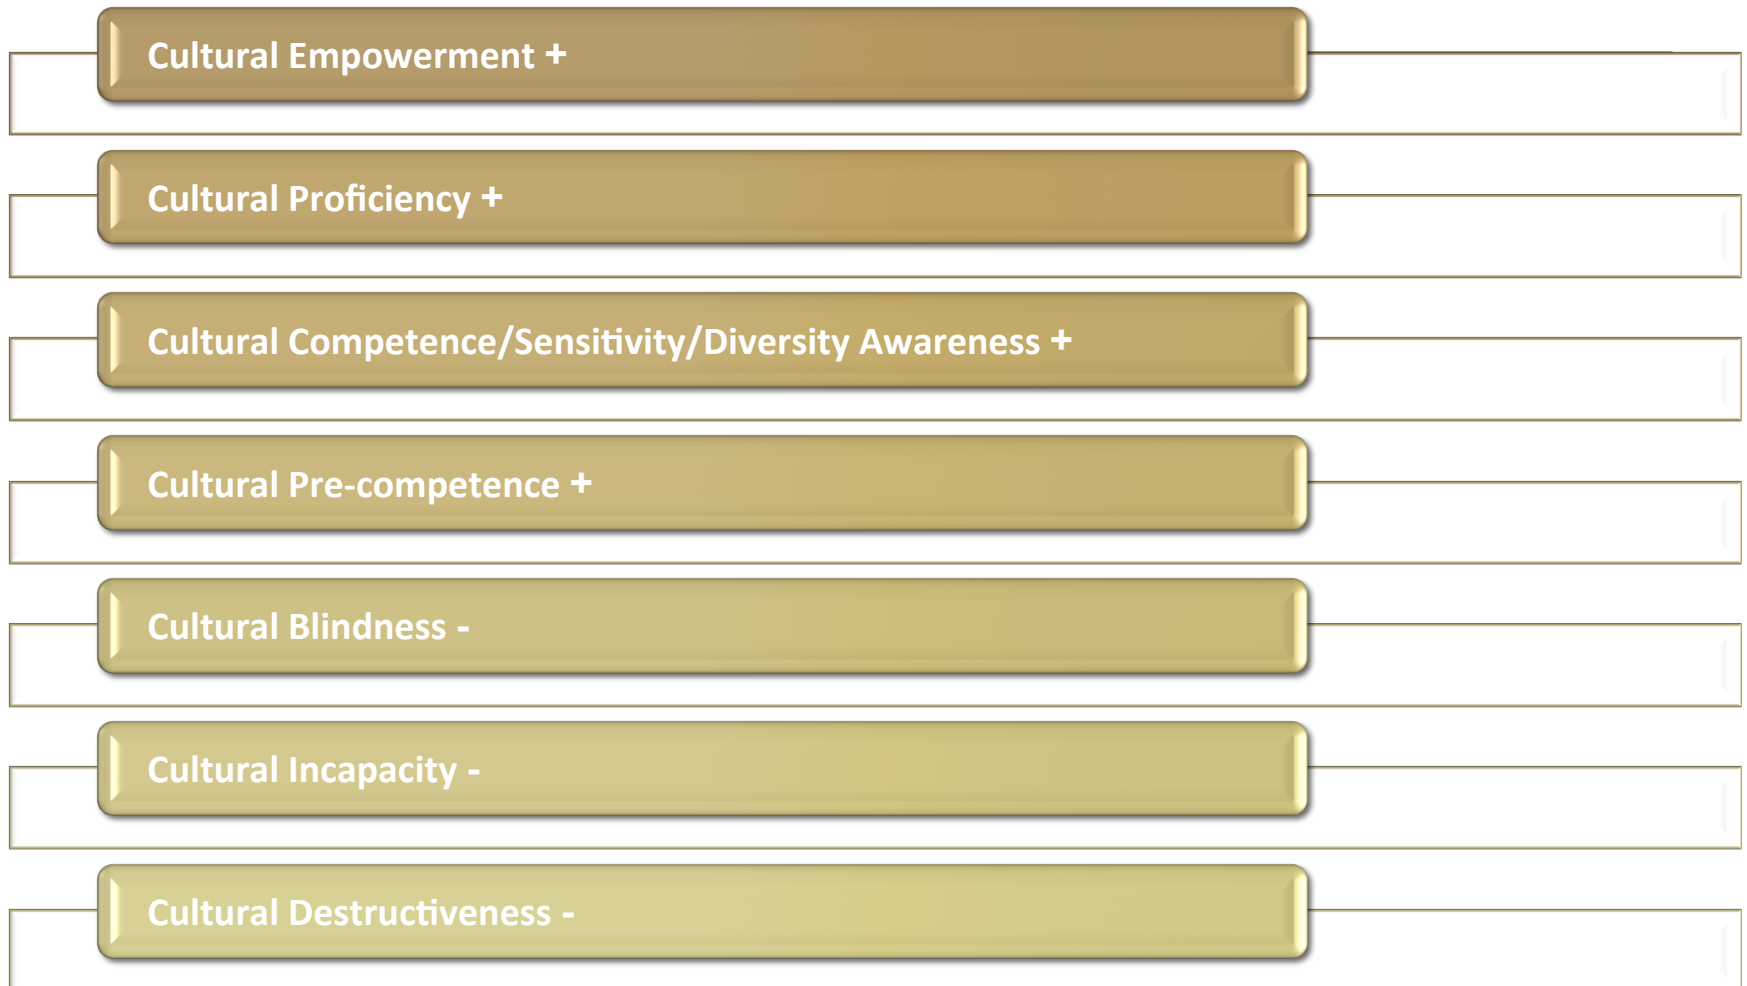 Cultural Empowerment +
Cultural Proficiency +
Cultural Competence/Sensitivity/Diversity Awareness +
Cultural Pre-competence +
Cultural Blindness -
Cultural Incapacity -
Cultural Destructiveness -